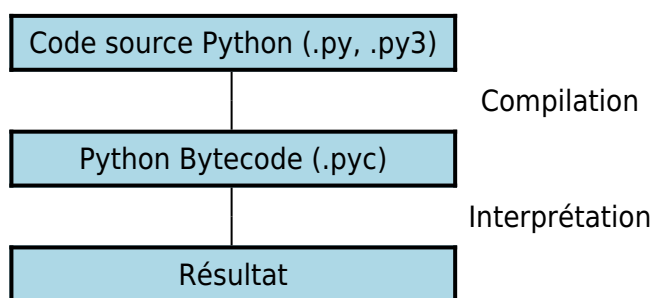 Code source Python (.py, .py3)
Compilation
Python Bytecode (.pyc)
Interprétation
Résultat